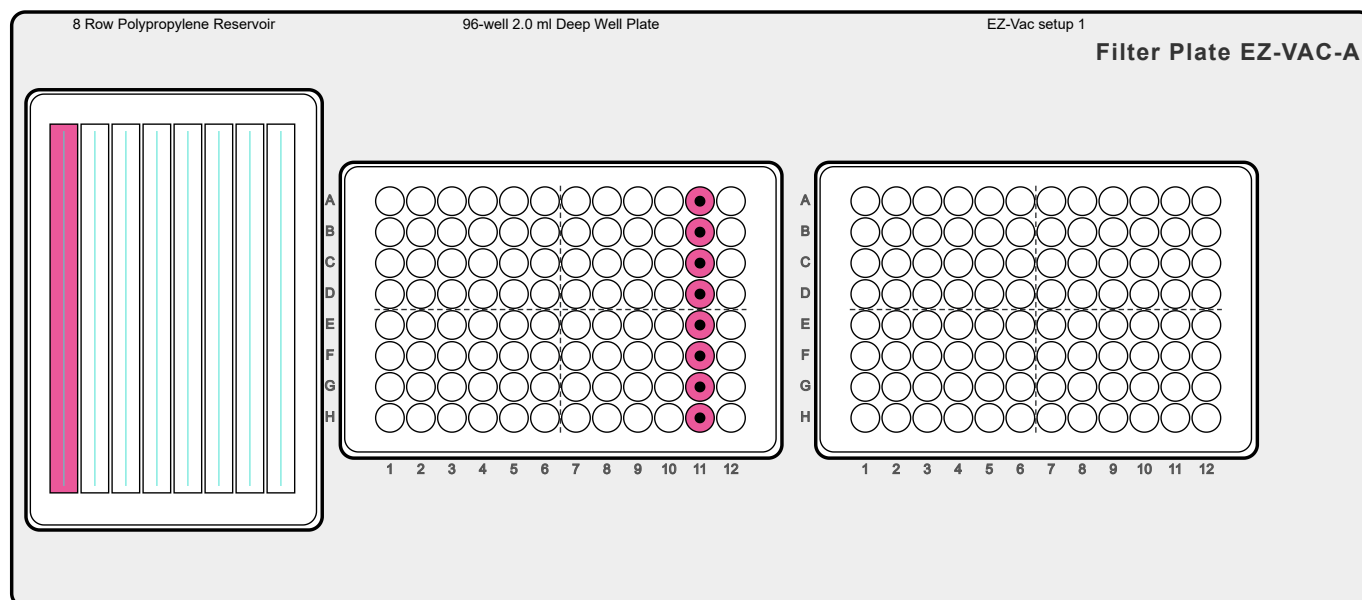 8 Row Polypropylene Reservoir
96-well 2.0 ml Deep Well Plate
EZ-Vac setup 1
Filter Plate EZ-VAC-A
A
B
C
D
E
F
G
H
1 2 3 4 5 6 7 8 9 10 11 12
A
B
C
D
E
F
G
H
1 2 3 4 5 6 7 8 9 10 11 12